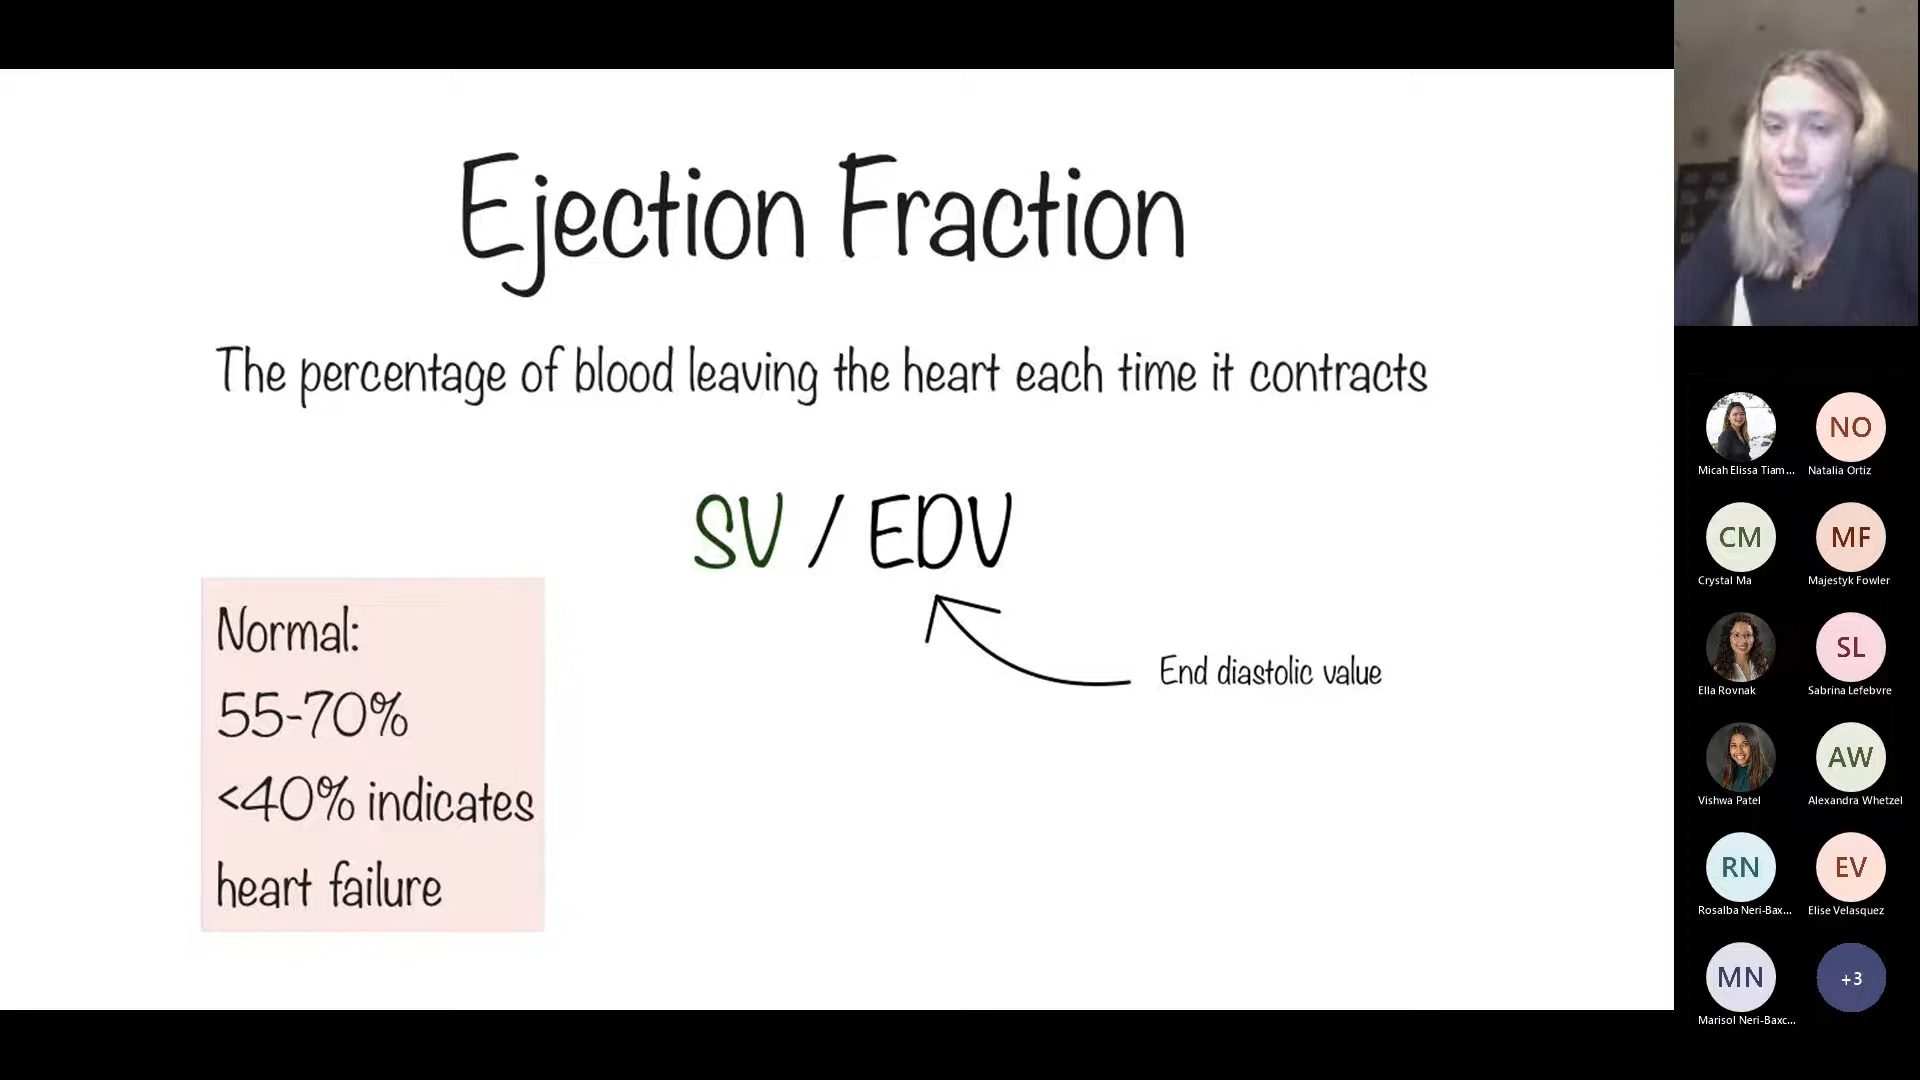 Ejection Fraction
The percentage of blood leaving the heart each time it contracts
SV / EDV
End diastolic value
Normal:
55-70%
<40% indicates
heart failure
Micah Elissa Tiam...
NO
Natalia Ortiz
CM
Crystal Ma
MF
Majestyk Fowler
Ella Rovnak
SL
Sabrina Lefebvre
Vishwa Patel
AW
Alexandra Whetzel
RN
Rosalba Neri-Bax...
EV
Elise Velasquez
MN
Marisol Neri-Baxc...
+3